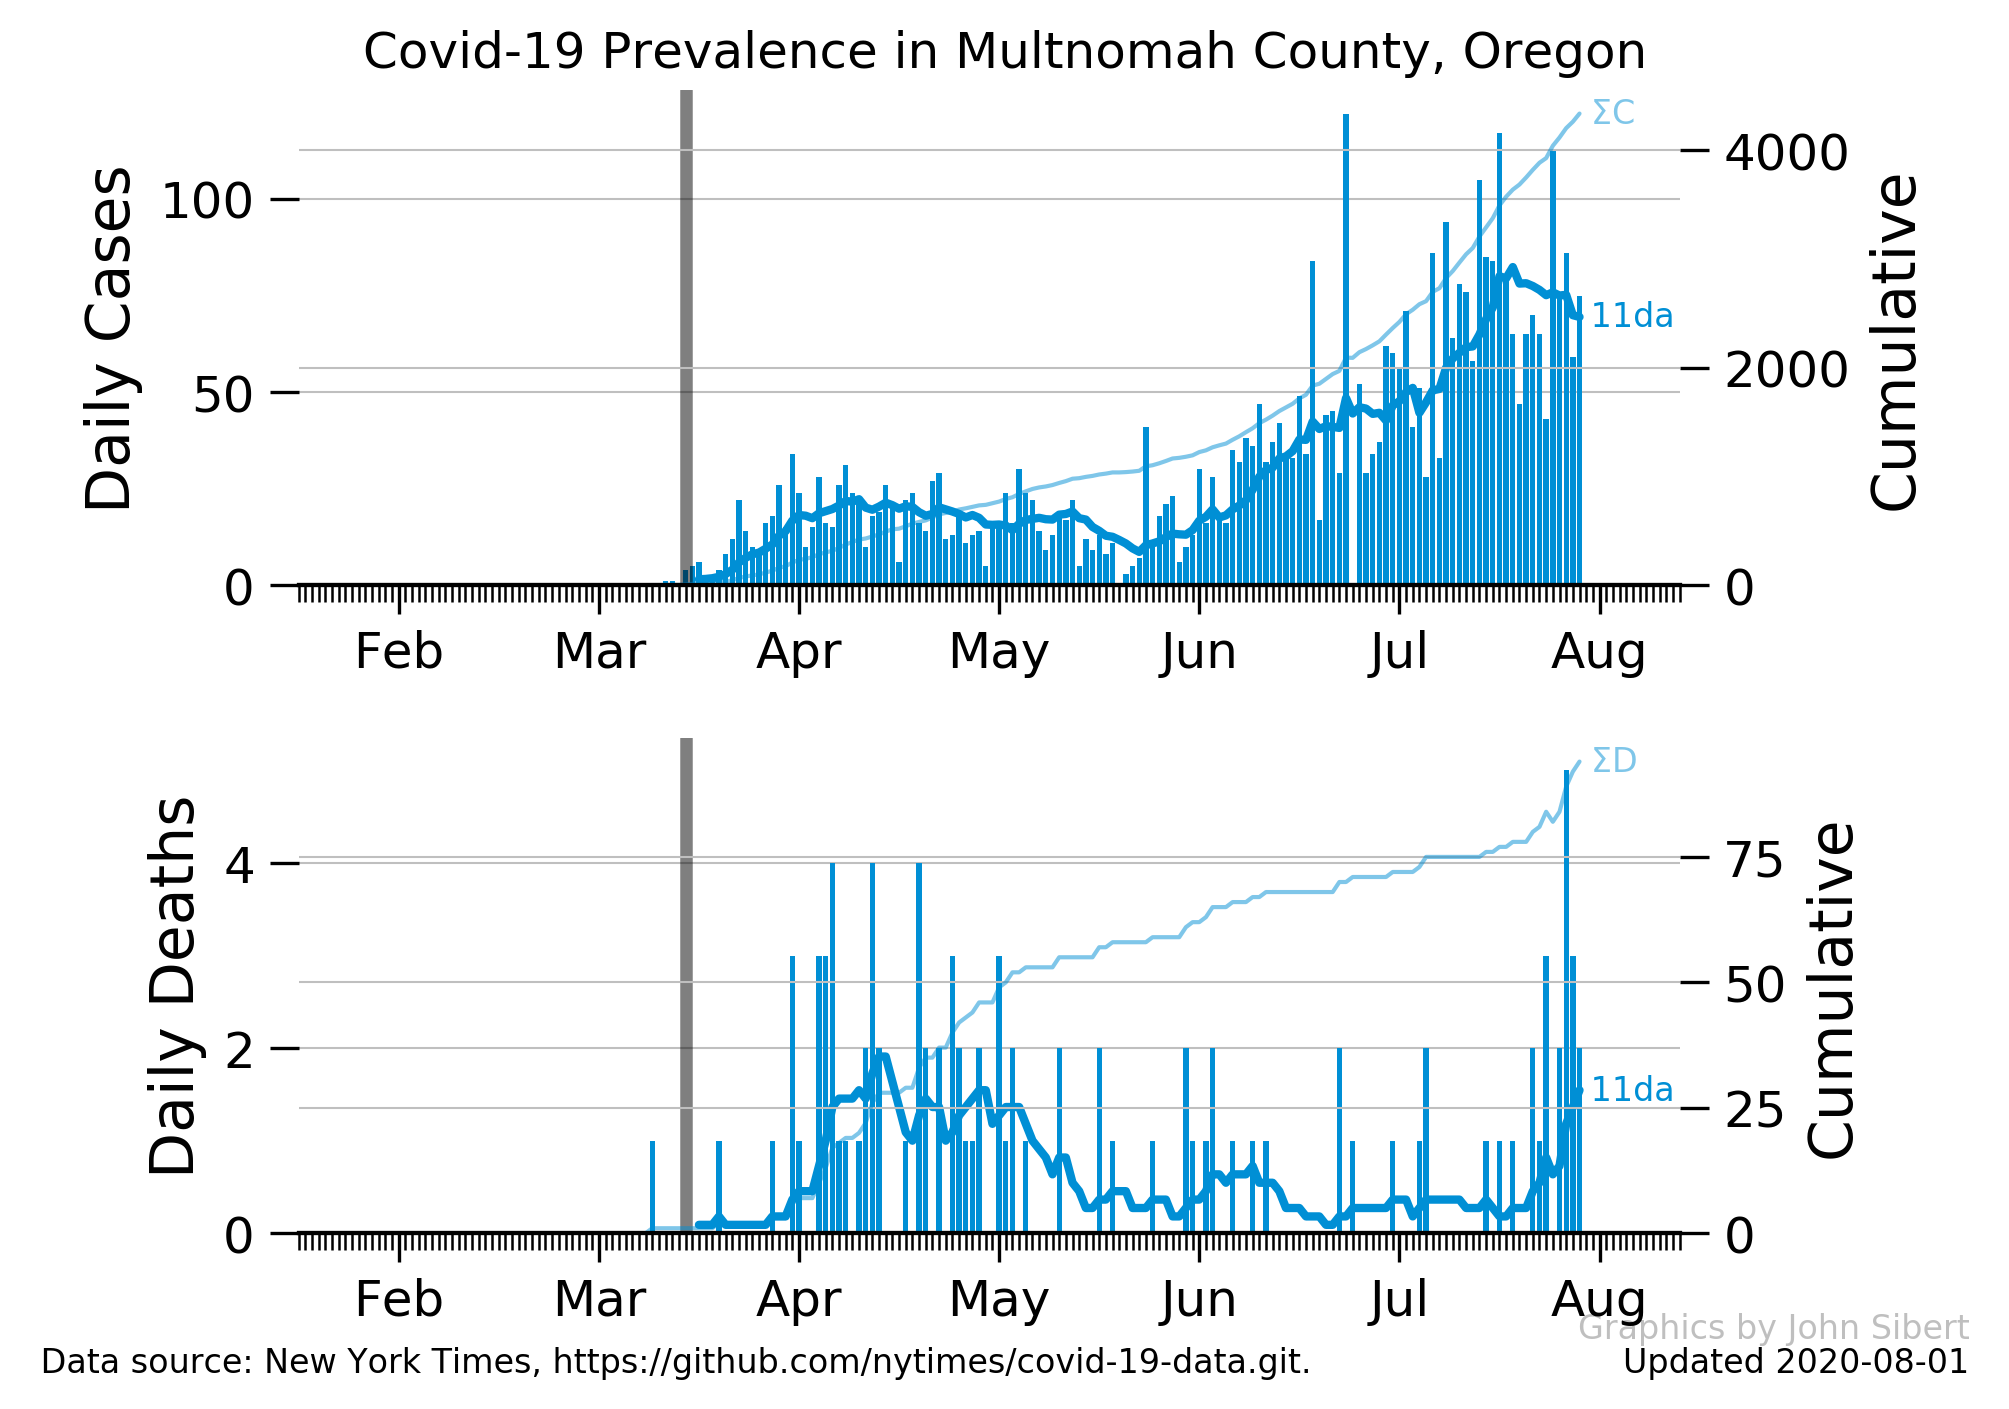 Covid-19 Prevalence in Multnomah County, Oregon
Daily Cases
100
50
0
ΣC
11da
4000
2000
0
Cumulative
Feb Mar Apr May Jun Jul Aug
Daily Deaths
4
2
0
ΣD
11da
75
50
25
0
Cumulative
Feb Mar Apr May Jun Jul Aug
Graphics by John Sibert
Data source: New York Times, https://github.com/nytimes/covid-19-data.git.
Updated 2020-08-01